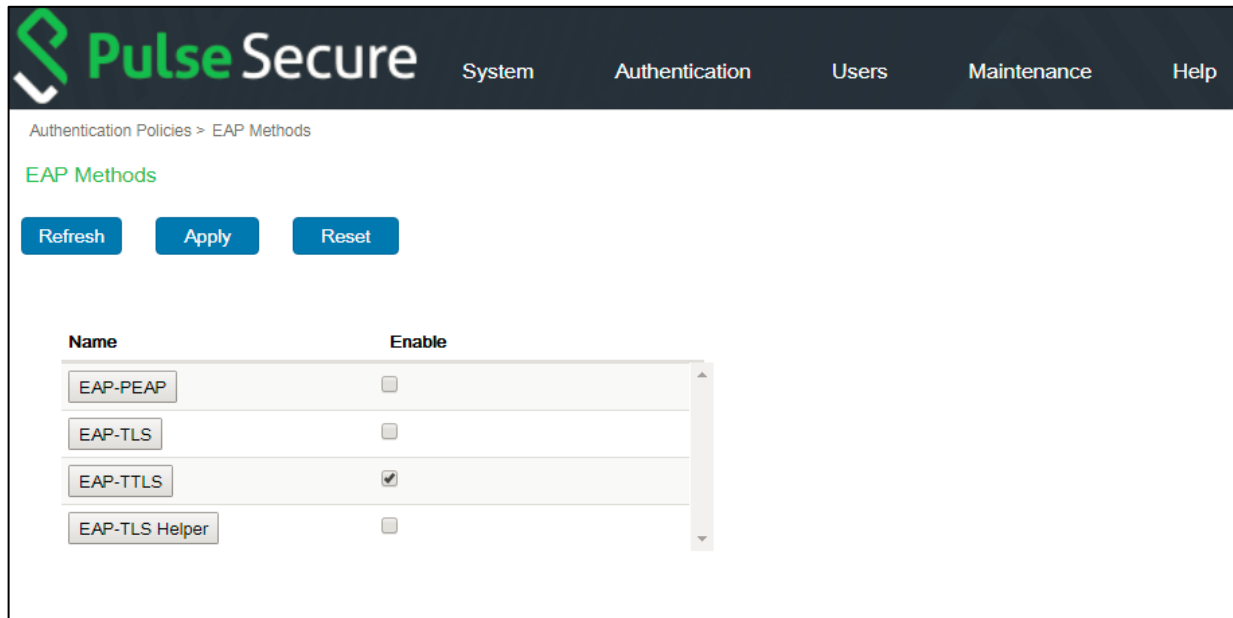 Pulse Secure System Authentication Users Maintenance Help
Authentication Policies > EAP Methods
EAP Methods
Refresh Apply Reset
Name Enable
EAP-PEAP
EAP-TLS
EAP-TTLS
EAP-TLS Helper